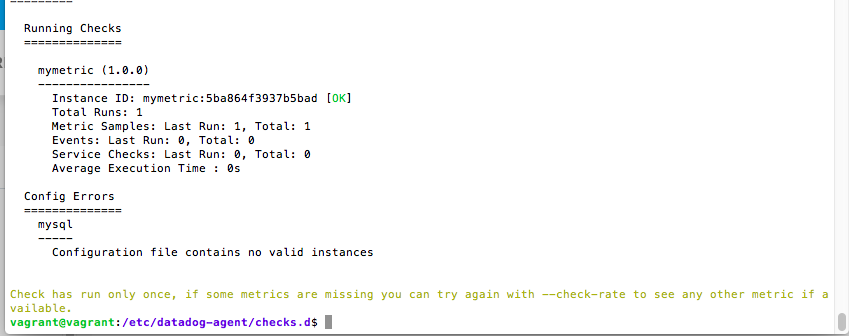 ---------
Running Checks
==============
mymetric (1.0.0)
----------------
Instance ID: mymetric:5ba864f3937b5bad [OK]
Total Runs: 1
Metric Samples: Last Run: 1, Total: 1
Events: Last Run: 0, Total: 0
Service Checks: Last Run: 0, Total: 0
Average Execution Time : 0s
Config Errors
==============
mysql
-----
Configuration file contains no valid instances
Check has run only once, if some metrics are missing you can try again with --check-rate to see any other metric if a
vailable.
vagrant@vagrant:/etc/datadog-agent/checks.d$